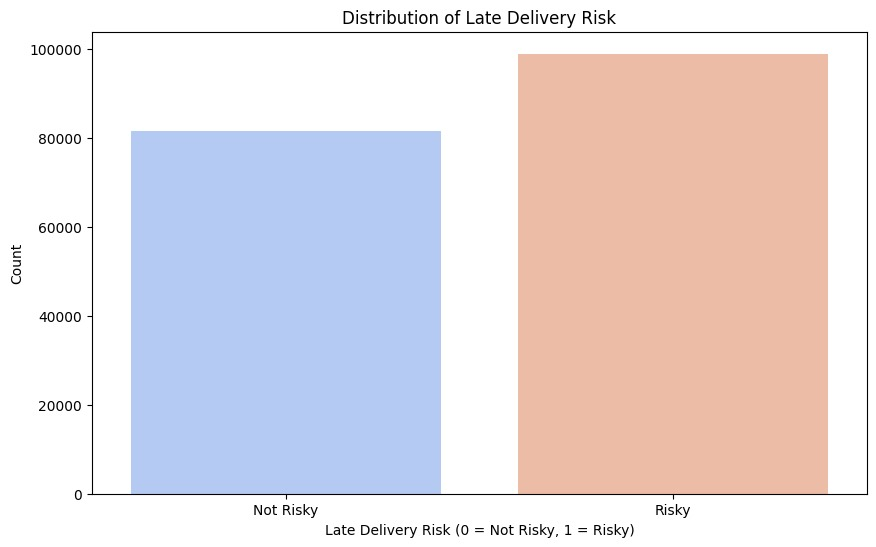 Distribution of Late Delivery Risk
100000
80000
60000
40000
20000
0
Count
Not Risky
Risky
Late Delivery Risk (0 = Not Risky, 1 = Risky)